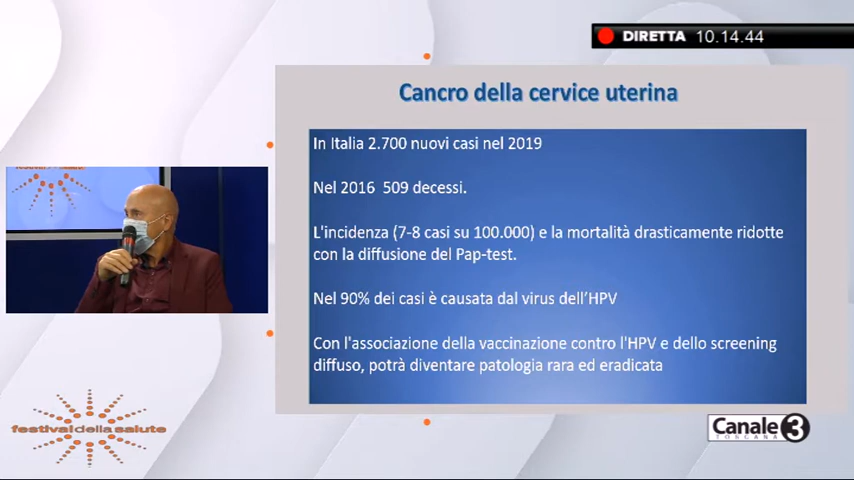 DIRETTA 10.14.44
Cancro della cervice uterina
In Italia 2.700 nuovi casi nel 2019
Nel 2016 509 decessi.
L'incidenza (7-8 casi su 100.000) e la mortalità drasticamente ridotte
con la diffusione del Pap-test.
Nel 90% dei casi è causata dal virus dell’HPV
Con l'associazione della vaccinazione contro l'HPV e dello screening
diffuso, potrà diventare patologia rara ed eradicata
festivaldellasalute
Canale 3
TOSCANA